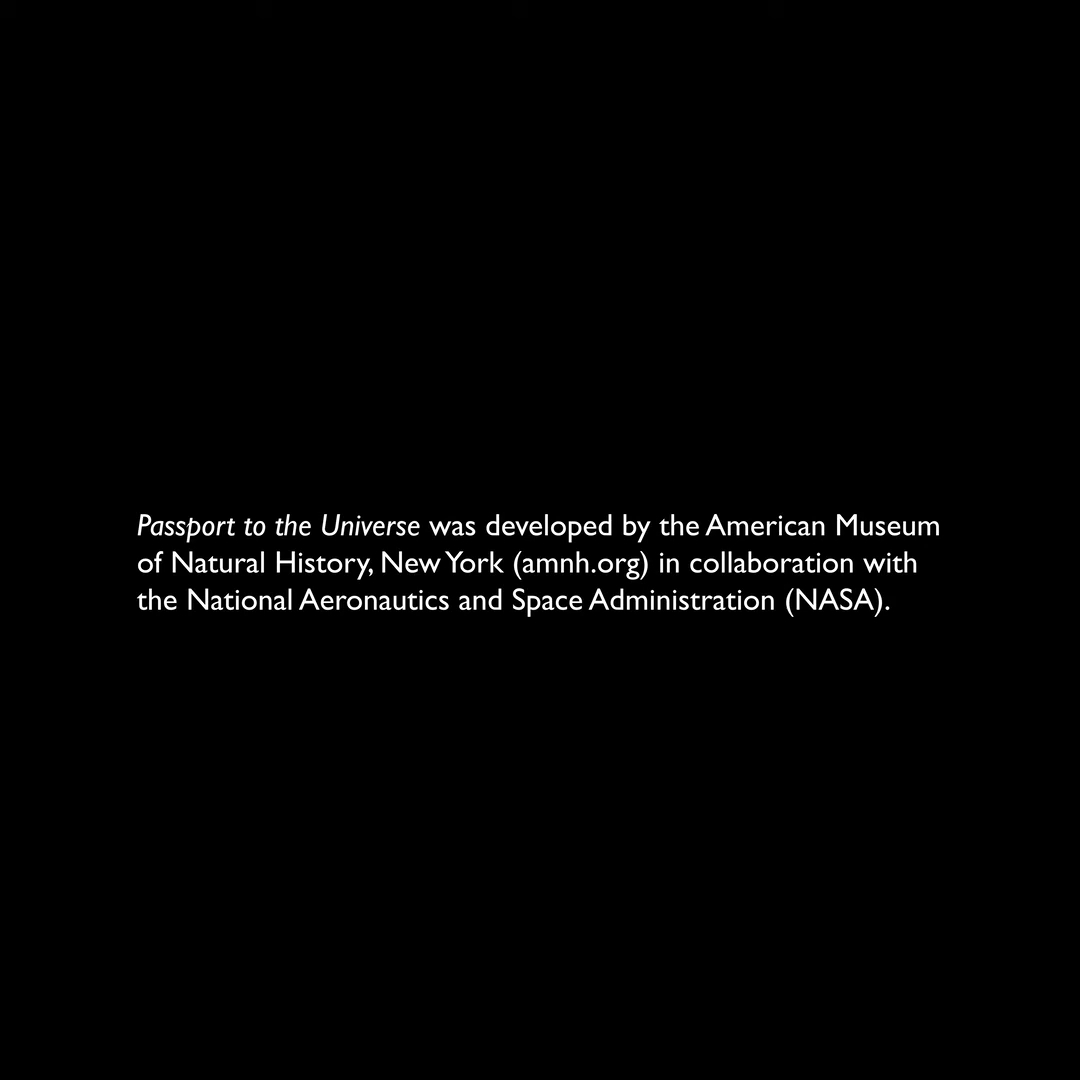 Passport to the Universe was developed by the American Museum
of Natural History, New York (amnh.org) in collaboration with
the National Aeronautics and Space Administration (NASA).